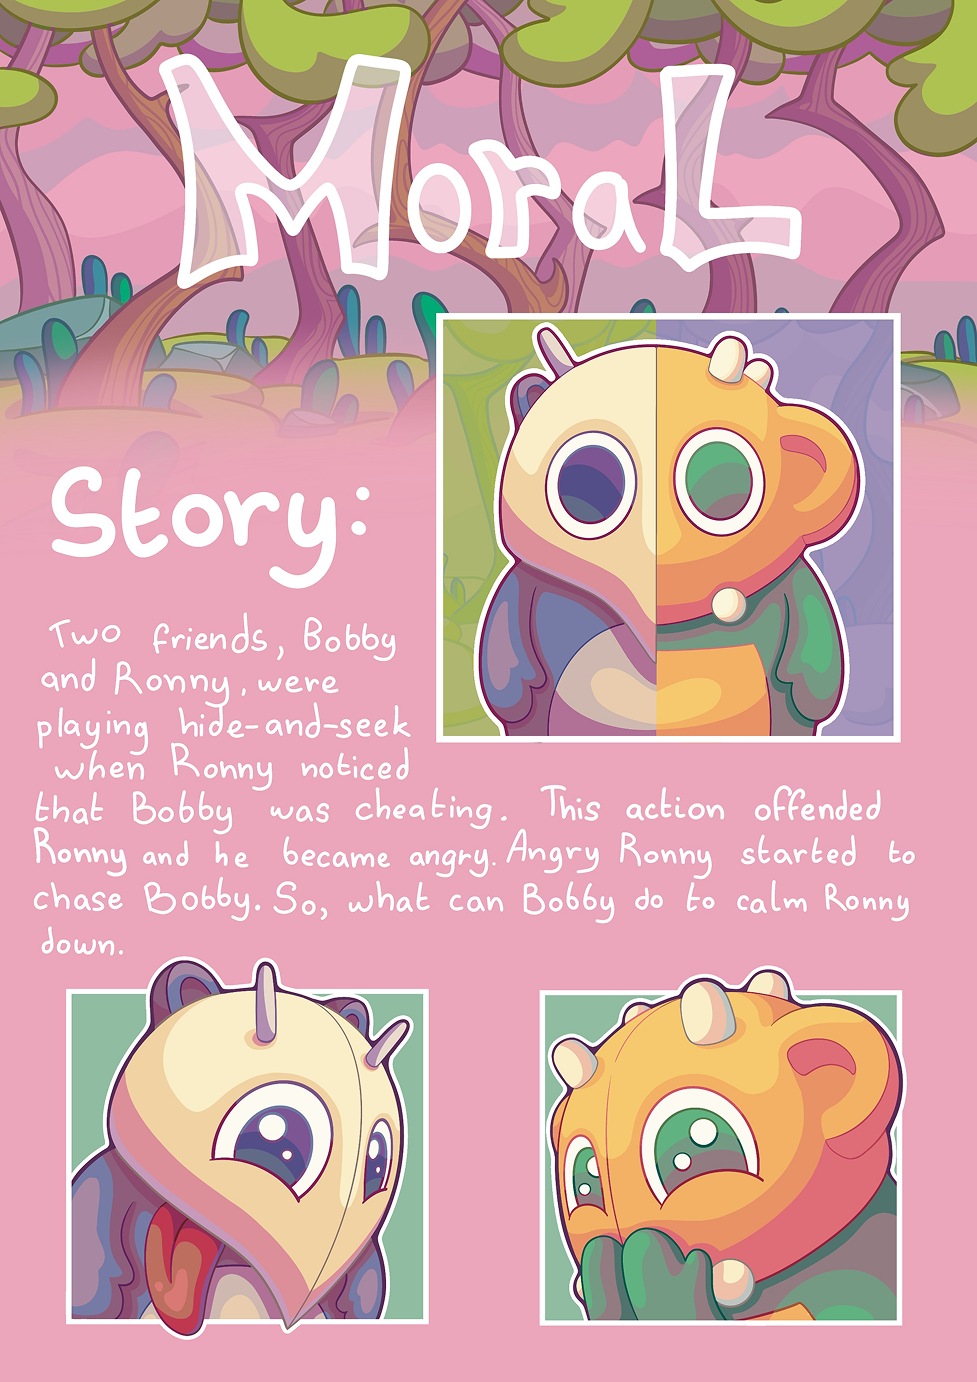 MoraL
Story:
Two friends, Bobby
and Ronny, were
playing hide-and-seek
when Ronny noticed
that Bobby was cheating. This action offended
Ronny and he became angry. Angry Ronny started to
chase Bobby. So, what can Bobby do to calm Ronny
down.